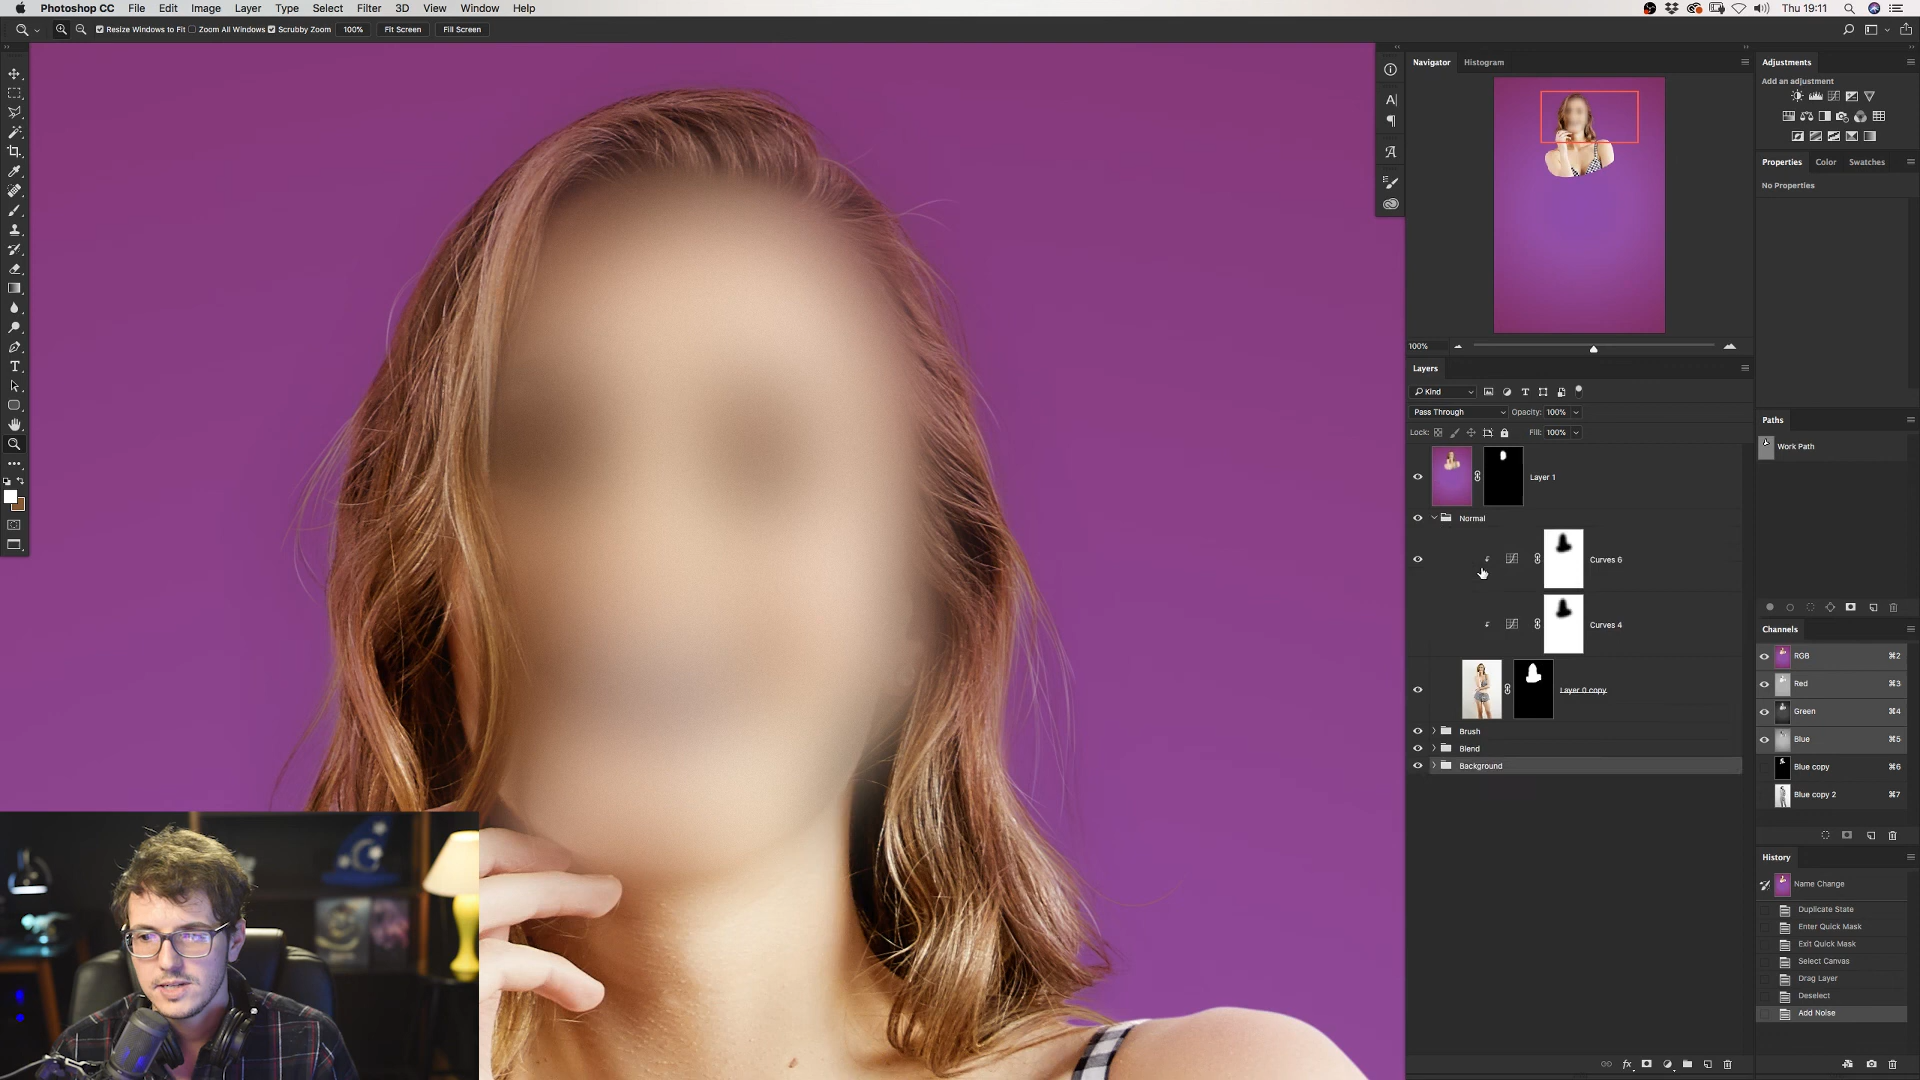 Photoshop CC File Edit Image Layer Type Select Filter 3D View Window Help Thu 19:11
Resize Windows to Fit Zoom All Windows Scrubby Zoom 100% Fit Screen Fill Screen
Navigator Histogram
100%
Layers
Kind
Pass Through Opacity: 100%
Lock: Fill: 100%
Layer 1
Normal
Curves 6
Curves 4
Layer 0 copy
Brush
Blend
Background
Adjustments
Add an adjustment
Properties Color Swatches
No Properties
Paths
Work Path
Channels
RGB ⌘2
Red ⌘3
Green ⌘4
Blue ⌘5
Blue copy ⌘6
Blue copy 2 ⌘7
History
Name Change
Duplicate State
Enter Quick Mask
Exit Quick Mask
Select Canvas
Drag Layer
Deselect
Add Noise